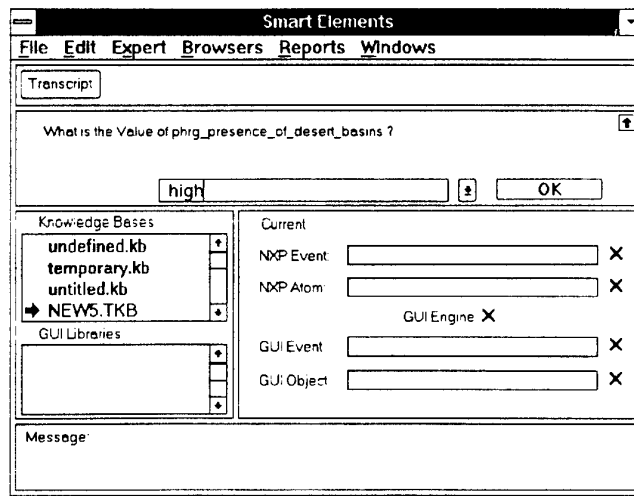 Smart Elements
File Edit Expert Browsers Reports Windows
Transcript
What is the Value of phrg_presence_of_desert_basins ?
high
OK
Knowledge Bases
undefined.kb
temporary.kb
untitled.kb
NEW5.TKB
GUI Libraries
Current
NXP Event:
NXP Atom:
GUI Engine
GUI Event
GUI Object
Message: